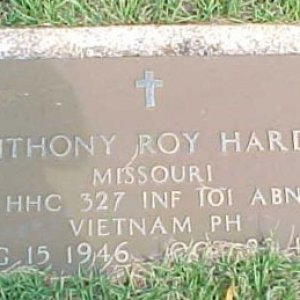 NTHONY ROY HARD
MISSOURI
HHC 327 INF 101 ABN
VIETNAM PH
G 15 1946